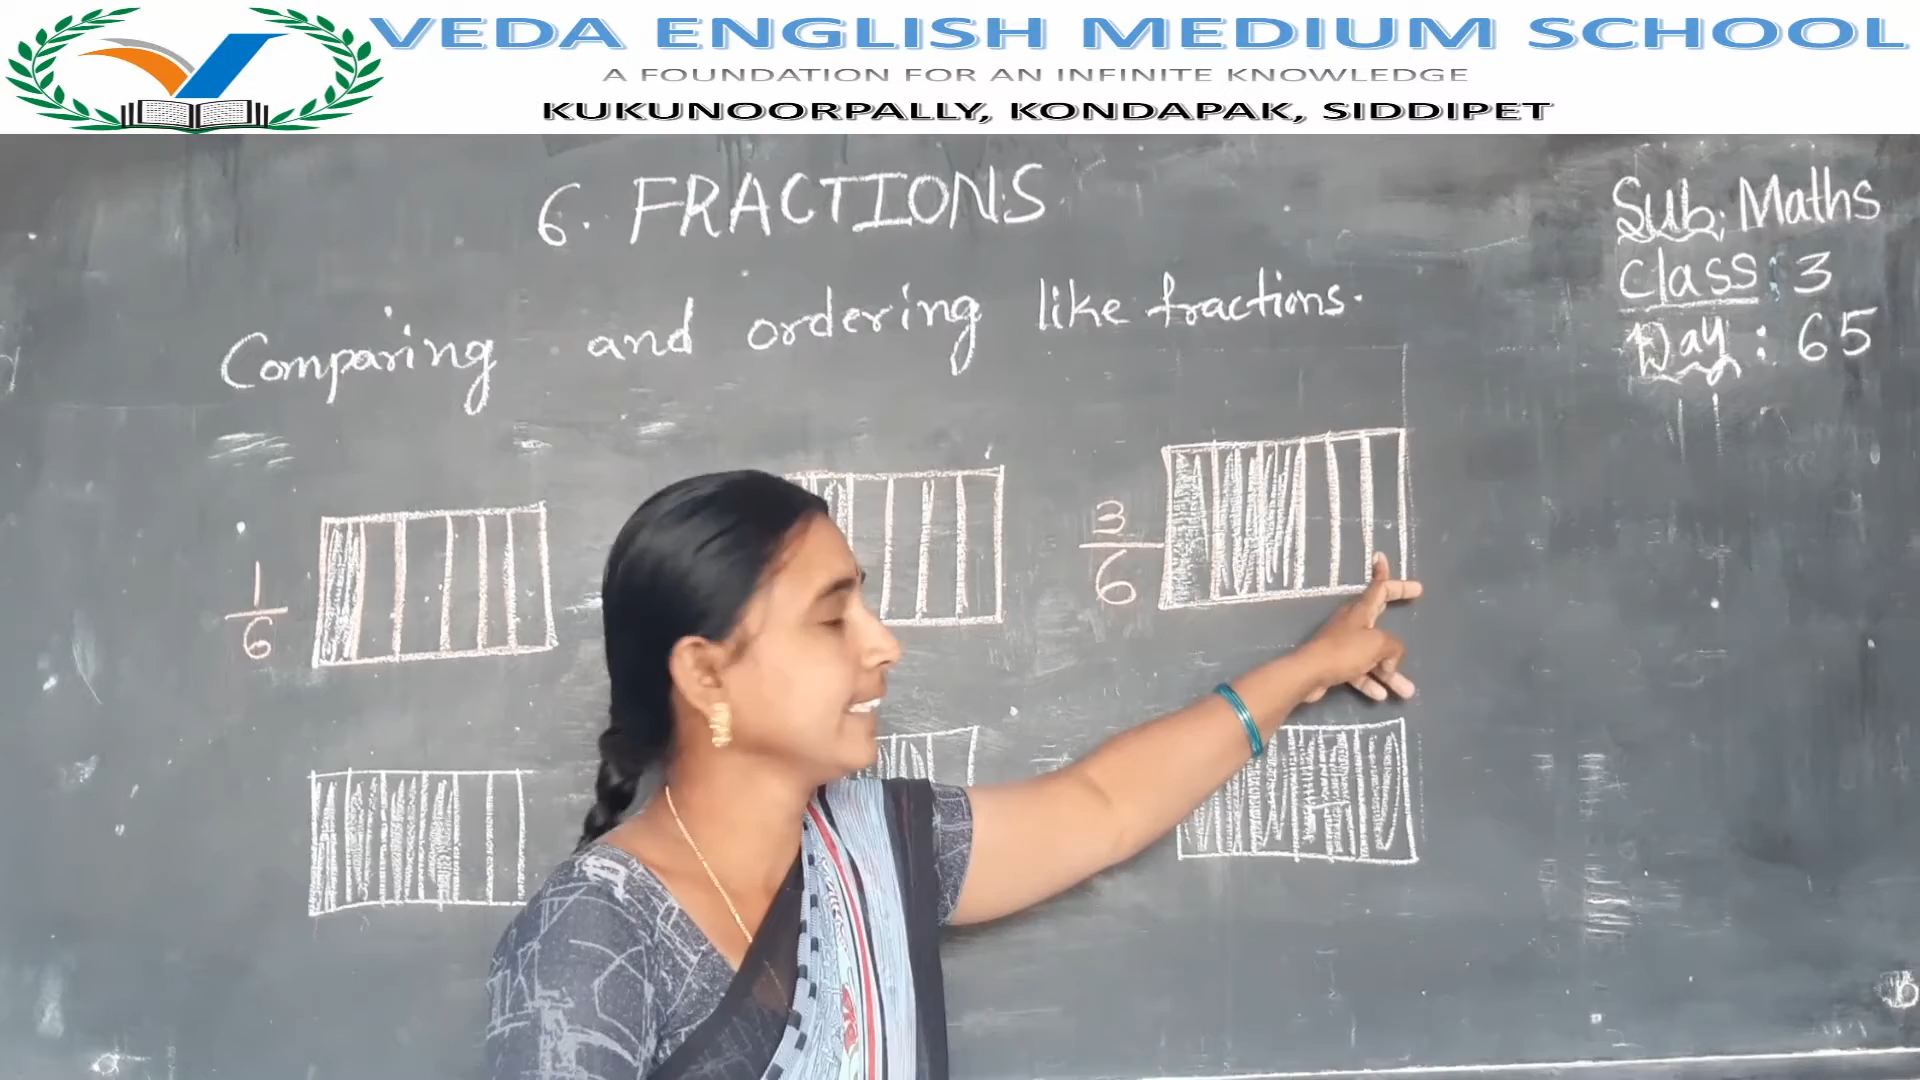 VEDA ENGLISH MEDIUM SCHOOL
A FOUNDATION FOR AN INFINITE KNOWLEDGE
KUKUNOORPALLY, KONDAPAK, SIDDIPET
6. FRACTIONS
Sub: Maths
Class: 3
Day: 65
Comparing and ordering like fractions.
1/6
3/6